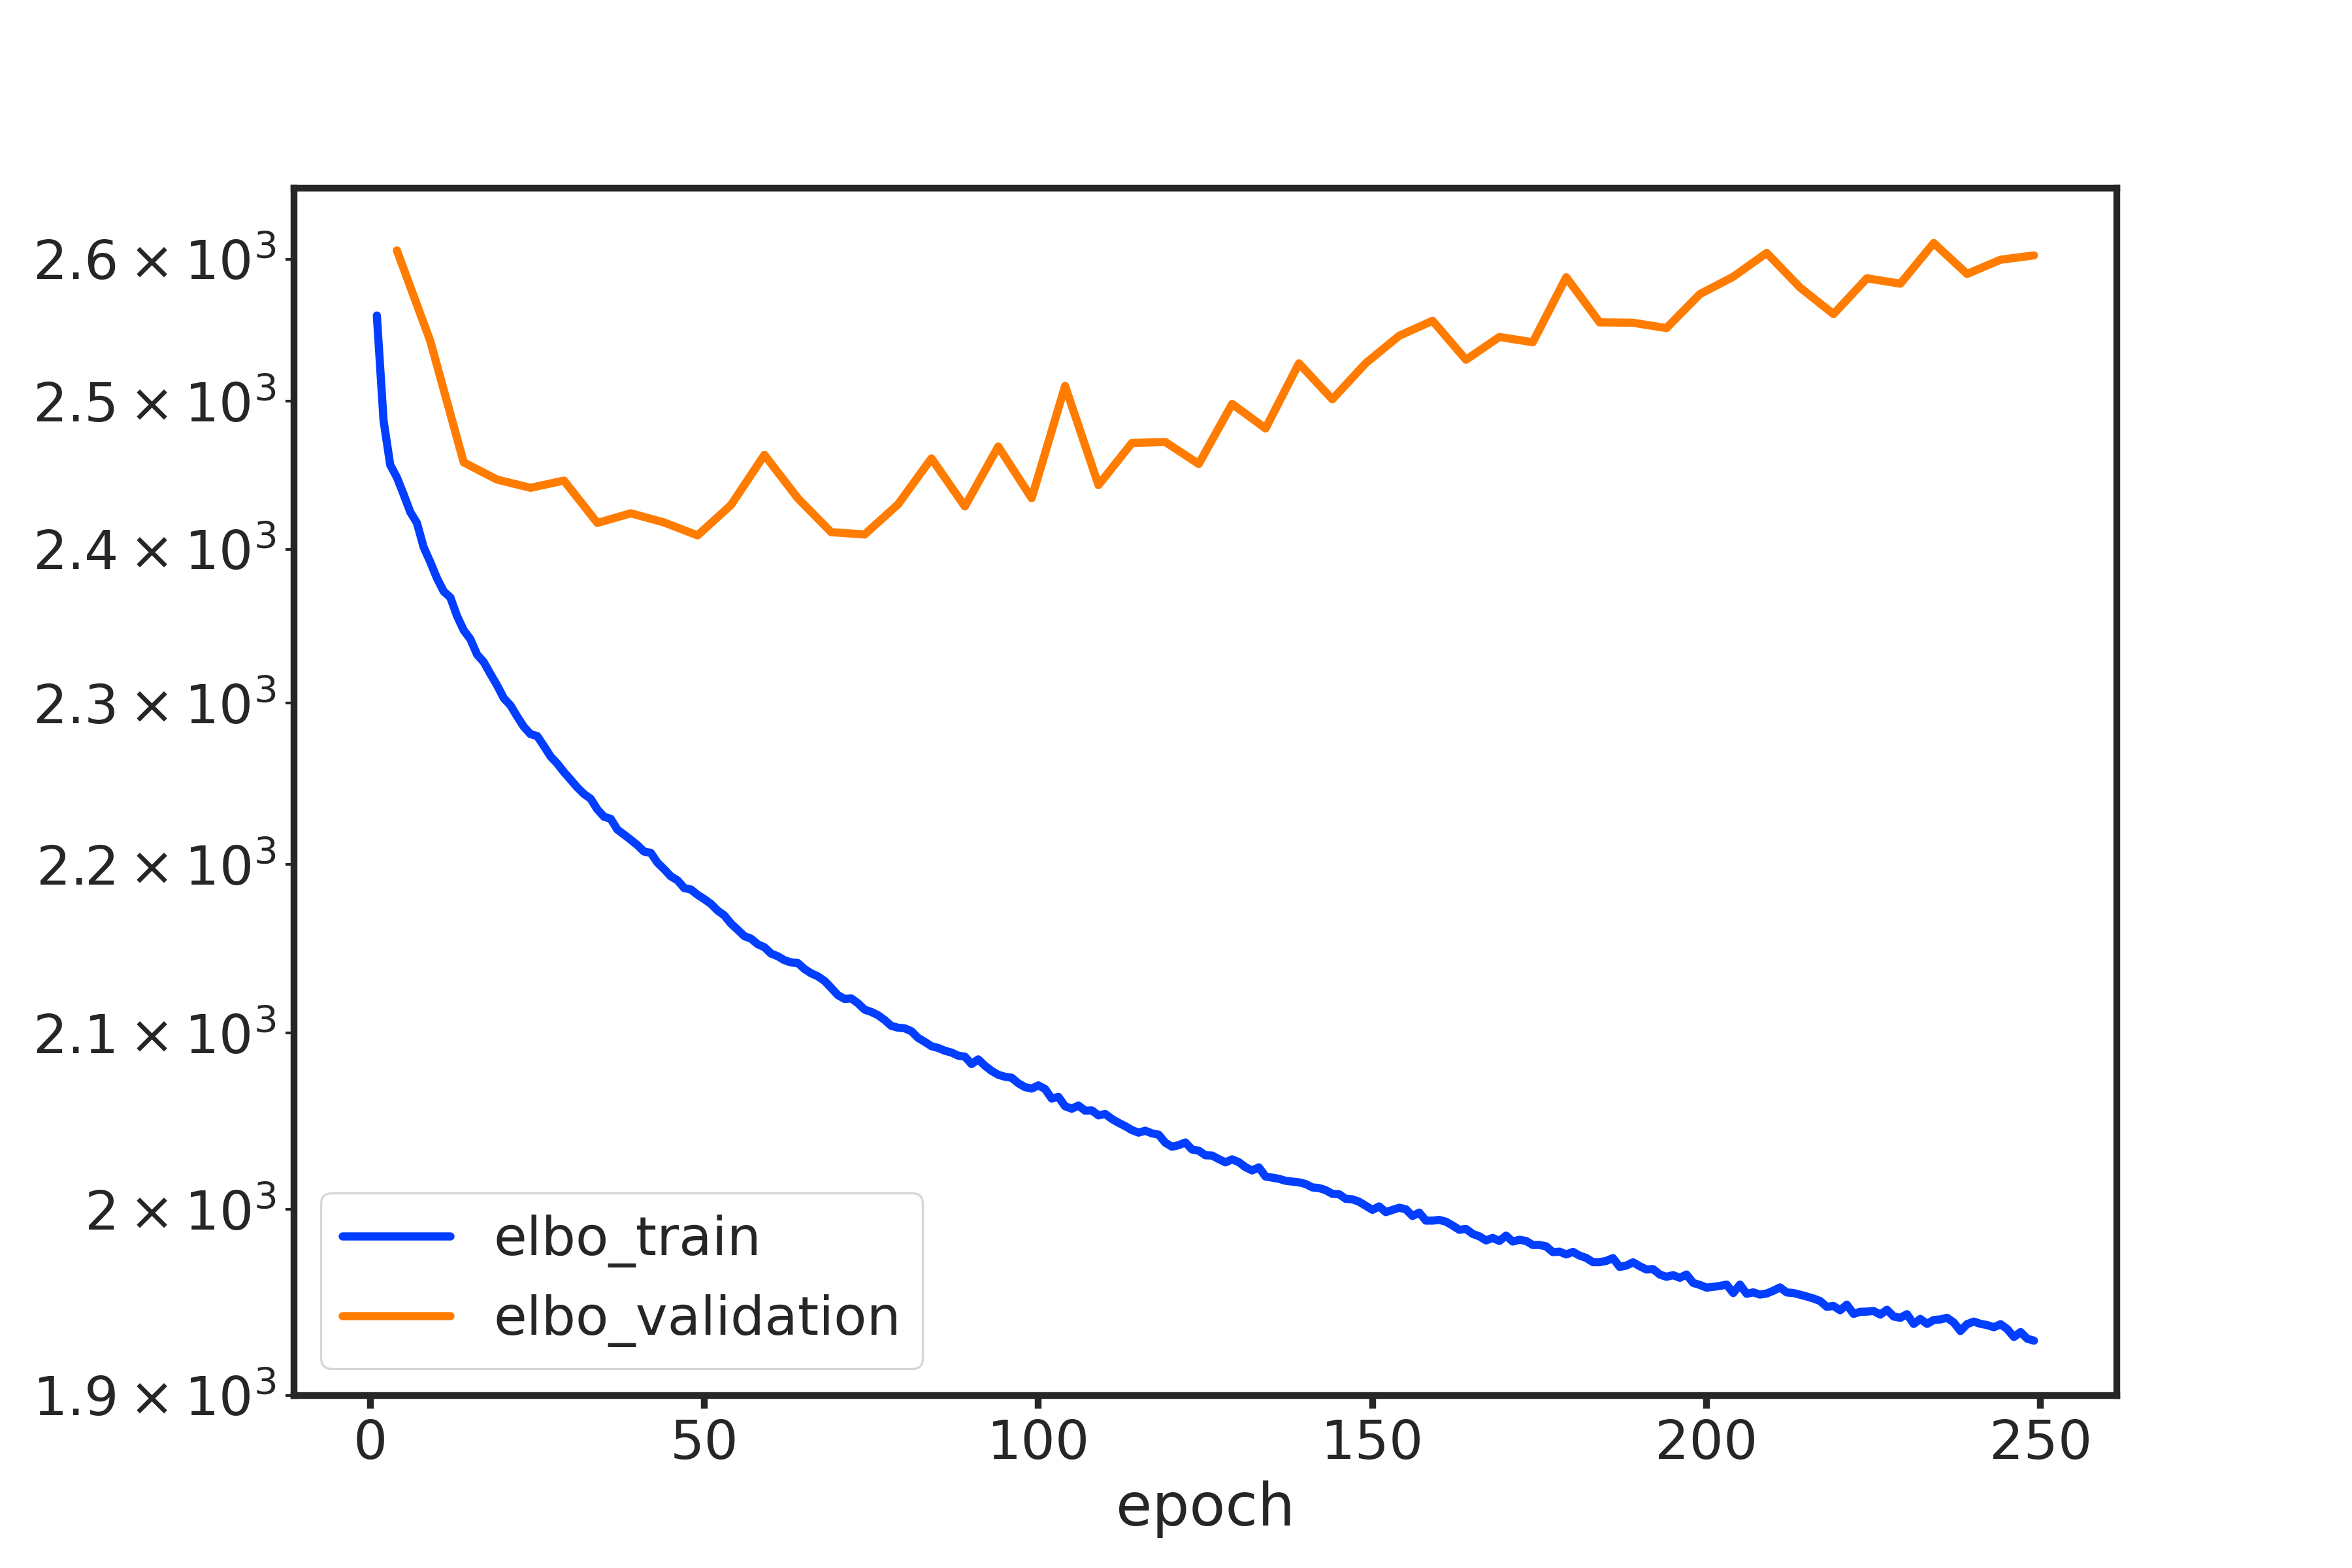 2.6 × 10³
2.5 × 10³
2.4 × 10³
2.3 × 10³
2.2 × 10³
2.1 × 10³
2 × 10³
1.9 × 10³
elbo_train
elbo_validation
0 50 100 150 200 250
epoch